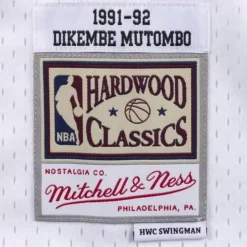 1991-92
DIKEMBE MUTOMBO
HARDWOOD
NBA
CLASSICS
NOSTALGIA CO.
Mitchell & Ness
PHILADELPHIA, PA.
HWC SWINGMAN